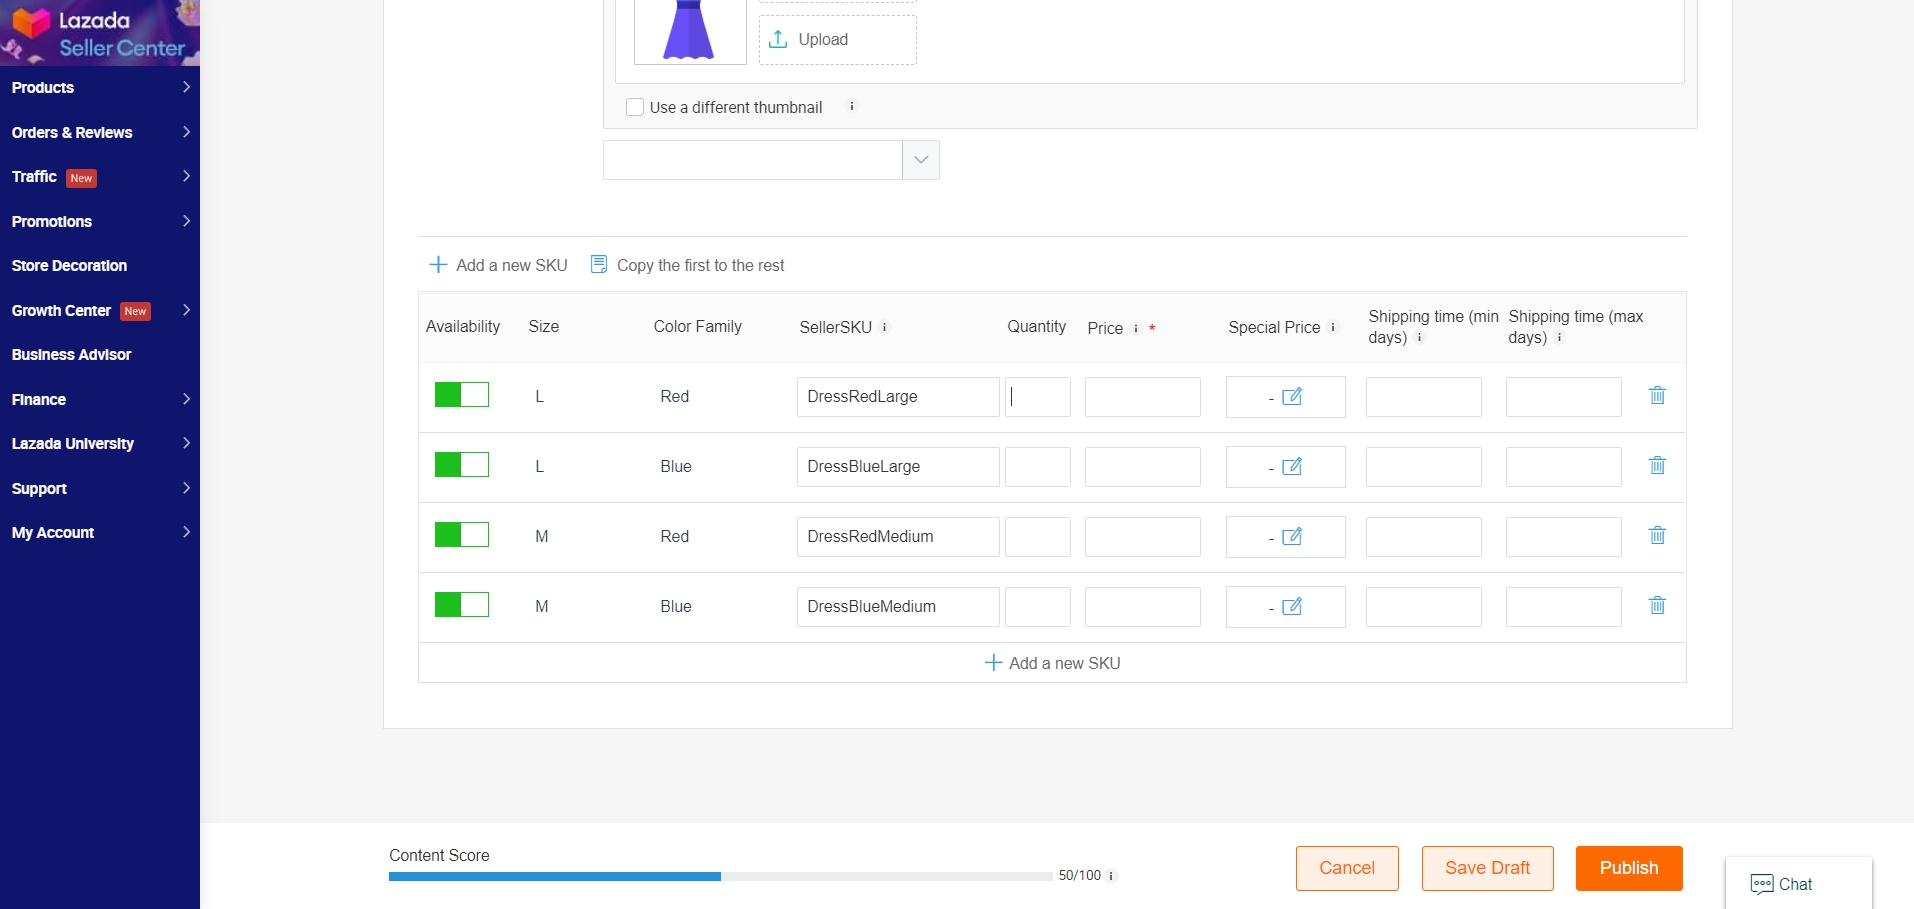 Lazada
Seller Center
Products
Orders & Reviews
Traffic New
Promotions
Store Decoration
Growth Center New
Business Advisor
Finance
Lazada University
Support
My Account
Upload
Use a different thumbnail i
Add a new SKU Copy the first to the rest
Availability Size Color Family SellerSKU i Quantity Price i * Special Price i Shipping time (min days) i Shipping time (max days) i
L Red DressRedLarge -
L Blue DressBlueLarge -
M Red DressRedMedium -
M Blue DressBlueMedium -
Add a new SKU
Content Score
50/100 i
Cancel Save Draft Publish
Chat